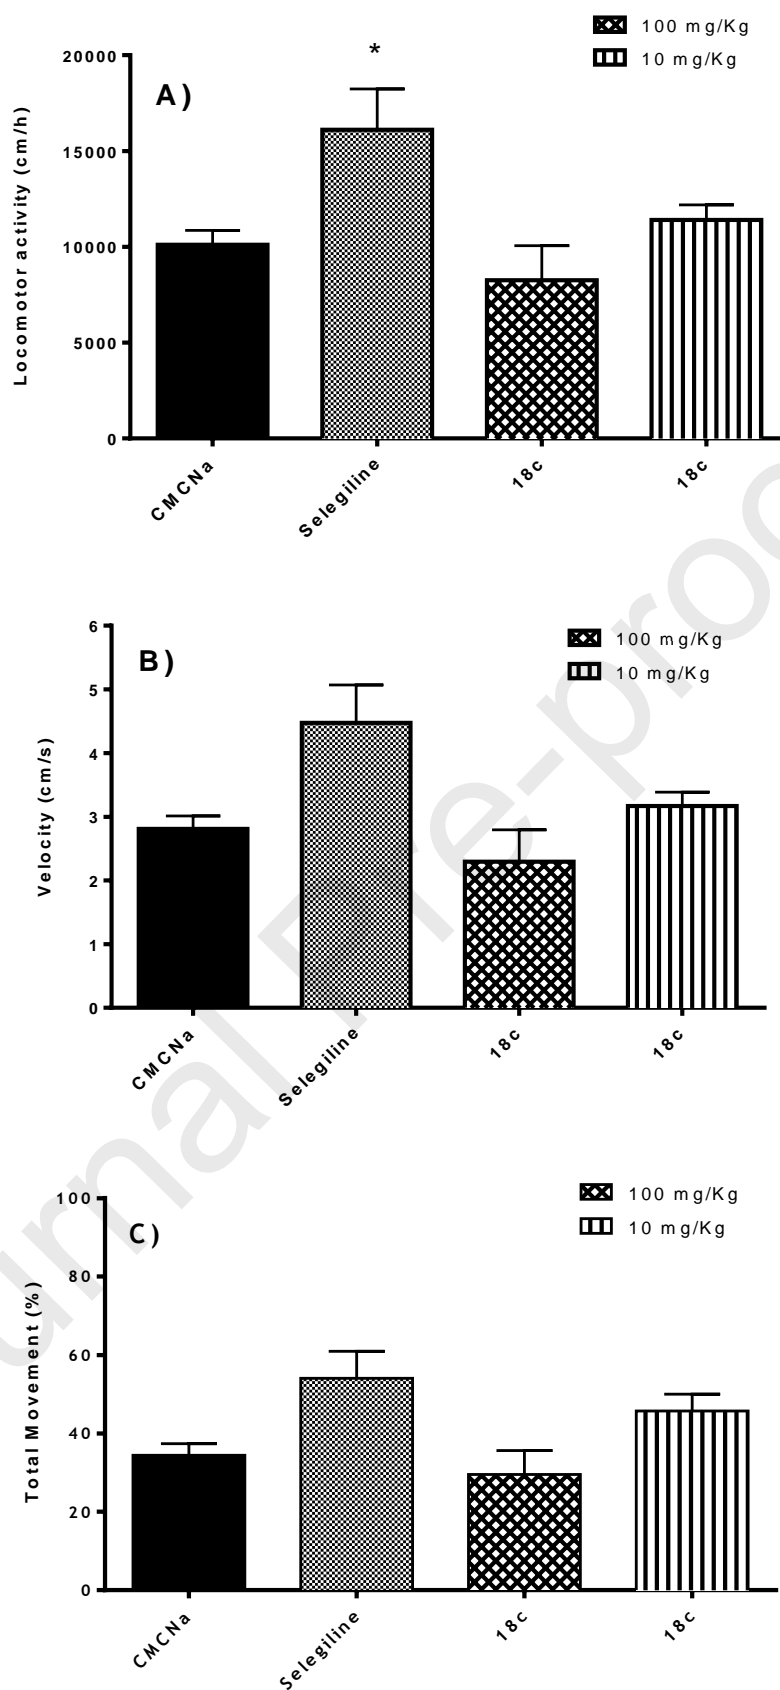 100 mg/Kg
10 mg/Kg
*
A)
Locomotor activity (cm/h)
20000
15000
10000
5000
0
CMCNa
Selegiline
18c
18c
100 mg/Kg
10 mg/Kg
B)
Velocity (cm/s)
6
5
4
3
2
1
0
CMCNa
Selegiline
18c
18c
100 mg/Kg
10 mg/Kg
C)
Total Movement (%)
100
80
60
40
20
0
CMCNa
Selegiline
18c
18c